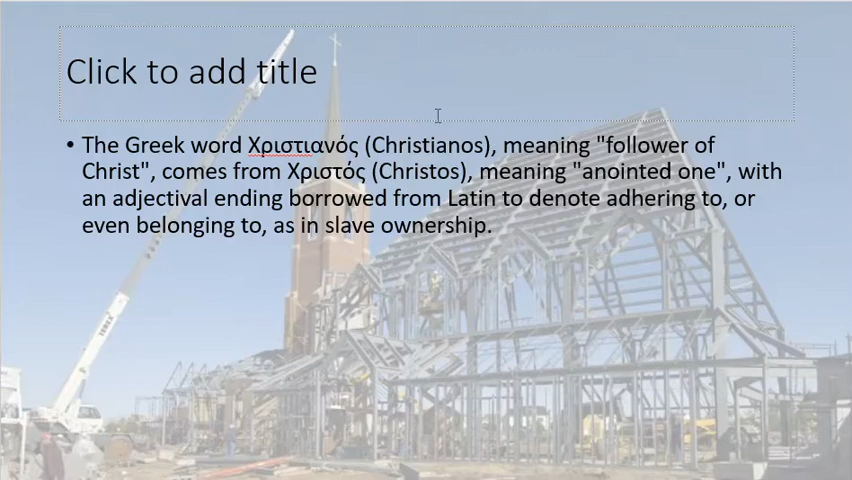 Click to add title
• The Greek word Χριστιανός (Christianos), meaning "follower of
Christ", comes from Χριστός (Christos), meaning "anointed one", with
an adjectival ending borrowed from Latin to denote adhering to, or
even belonging to, as in slave ownership.